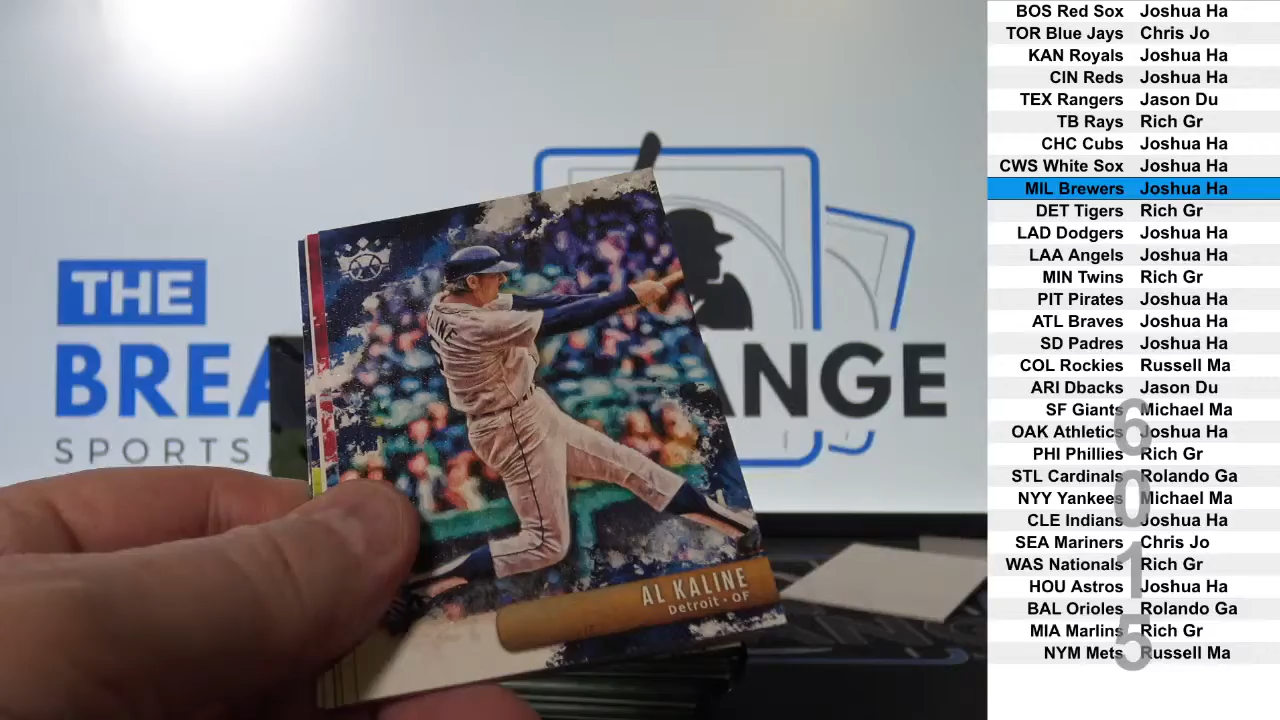 THE
BREA
ANGE
SPORTS
LINE
AL KALINE
Detroit • OF
BOS Red Sox Joshua Ha
TOR Blue Jays Chris Jo
KAN Royals Joshua Ha
CIN Reds Joshua Ha
TEX Rangers Jason Du
TB Rays Rich Gr
CHC Cubs Joshua Ha
CWS White Sox Joshua Ha
MIL Brewers Joshua Ha
DET Tigers Rich Gr
LAD Dodgers Joshua Ha
LAA Angels Joshua Ha
MIN Twins Rich Gr
PIT Pirates Joshua Ha
ATL Braves Joshua Ha
SD Padres Joshua Ha
COL Rockies Russell Ma
ARI Dbacks Jason Du
SF Giants Michael Ma
OAK Athletics Joshua Ha
PHI Phillies Rich Gr
STL Cardinals Rolando Ga
NYY Yankees Michael Ma
CLE Indians Joshua Ha
SEA Mariners Chris Jo
WAS Nationals Rich Gr
HOU Astros Joshua Ha
BAL Orioles Rolando Ga
MIA Marlins Rich Gr
NYM Mets Russell Ma
6015